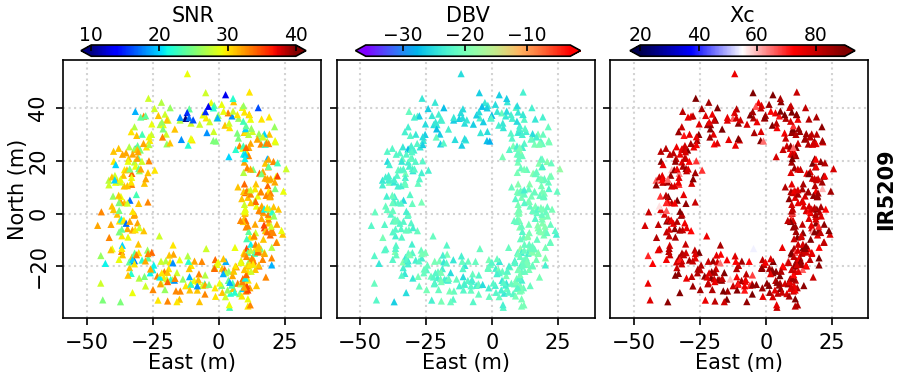 SNR DBV Xc
10 20 30 40 −30 −20 −10 20 40 60 80
40
20
0
−20
North (m)
IR5209
−50 −25 0 25 −50 −25 0 25 −50 −25 0 25
East (m) East (m) East (m)